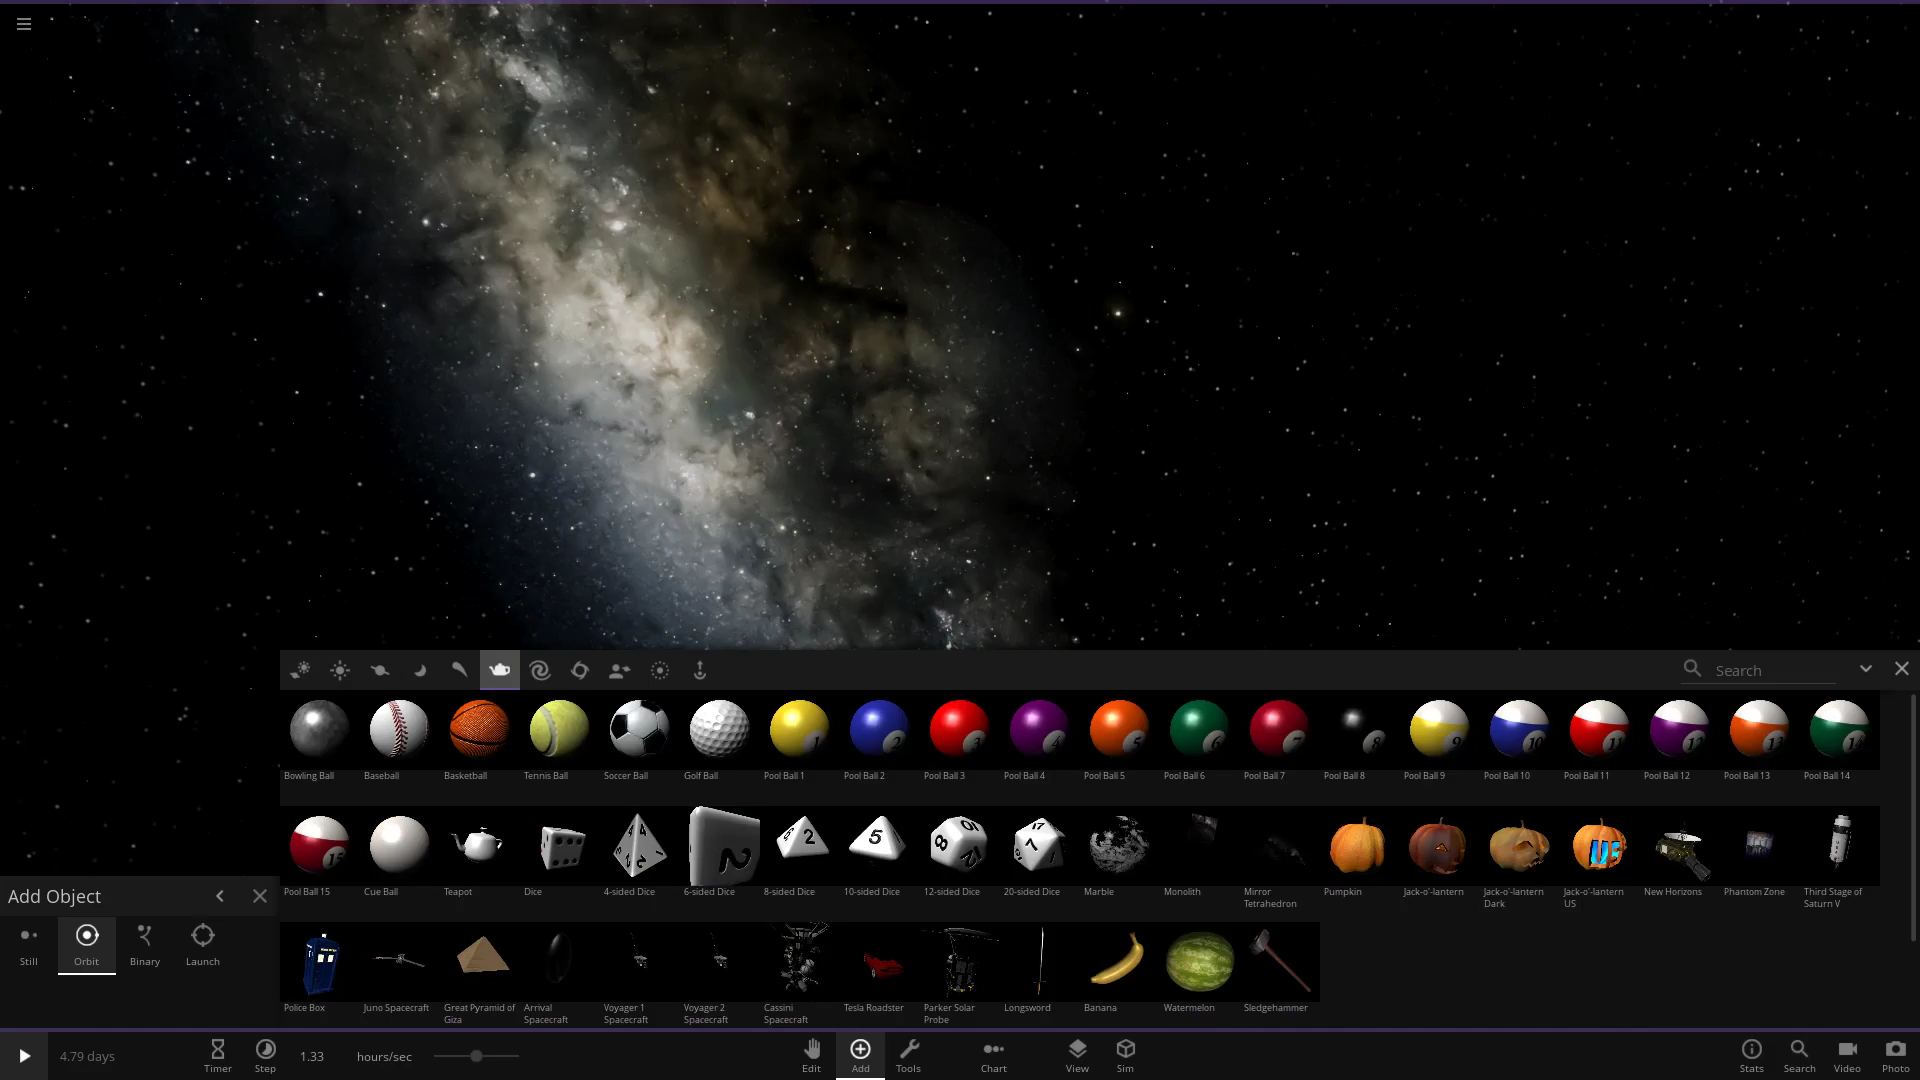 Search
Bowling Ball
Baseball
Basketball
Tennis Ball
Soccer Ball
Golf Ball
Pool Ball 1
Pool Ball 2
Pool Ball 3
Pool Ball 4
Pool Ball 5
Pool Ball 6
Pool Ball 7
Pool Ball 8
Pool Ball 9
Pool Ball 10
Pool Ball 11
Pool Ball 12
Pool Ball 13
Pool Ball 14
Pool Ball 15
Cue Ball
Teapot
Dice
4-sided Dice
6-sided Dice
8-sided Dice
10-sided Dice
12-sided Dice
20-sided Dice
Marble
Monolith
Mirror
Tetrahedron
Pumpkin
Jack-o'-lantern
Jack-o'-lantern
Dark
Jack-o'-lantern
US
New Horizons
Phantom Zone
Third Stage of
Saturn V
Police Box
Juno Spacecraft
Great Pyramid of
Giza
Arrival
Spacecraft
Voyager 1
Spacecraft
Voyager 2
Spacecraft
Cassini
Spacecraft
Tesla Roadster
Parker Solar
Probe
Longsword
Banana
Watermelon
Sledgehammer
Add Object
Still
Orbit
Binary
Launch
4.79 days
Timer
Step
1.33
hours/sec
Edit
Add
Tools
Chart
View
Sim
Stats
Search
Video
Photo